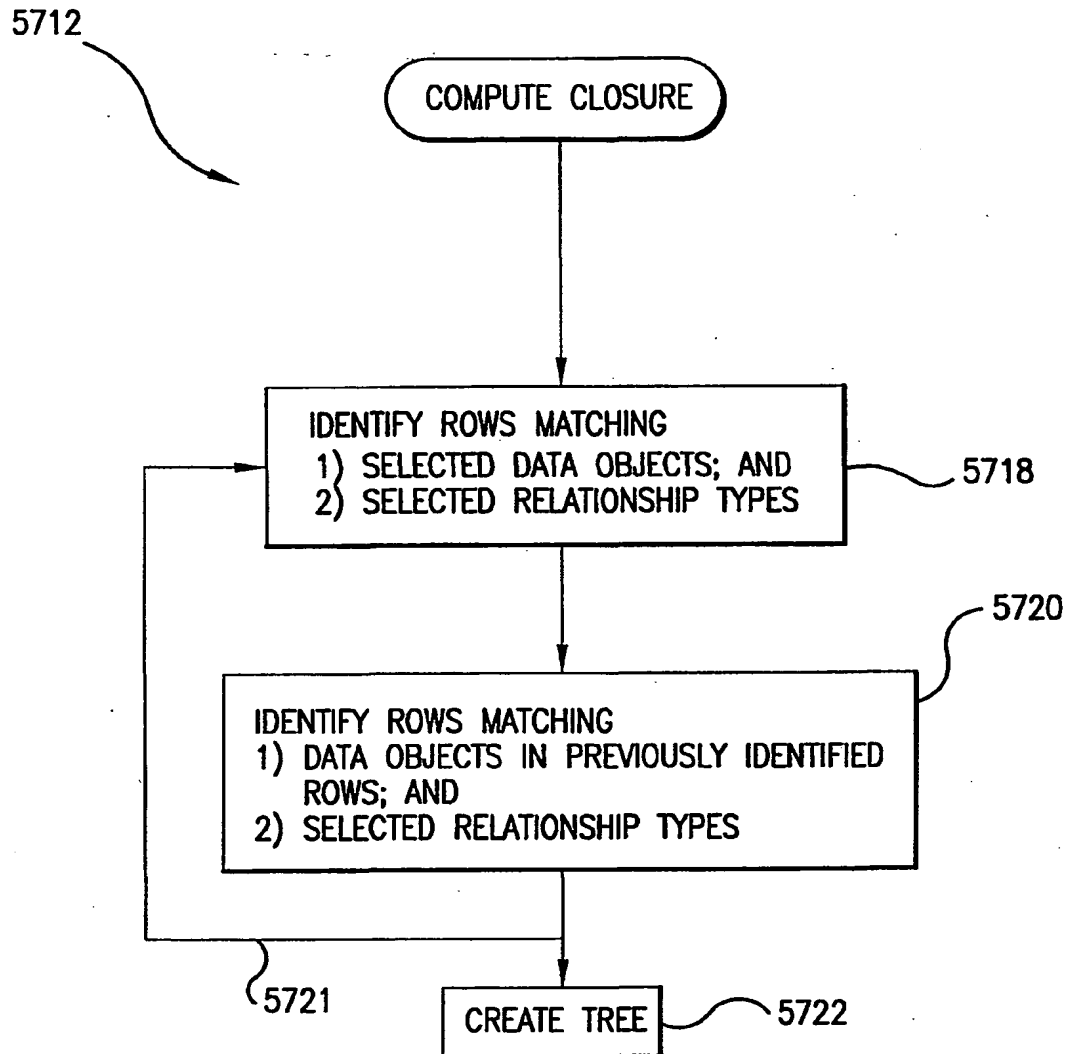 5712
COMPUTE CLOSURE
IDENTIFY ROWS MATCHING
1) SELECTED DATA OBJECTS; AND
2) SELECTED RELATIONSHIP TYPES
5718
5720
IDENTIFY ROWS MATCHING
1) DATA OBJECTS IN PREVIOUSLY IDENTIFIED
ROWS; AND
2) SELECTED RELATIONSHIP TYPES
5721
CREATE TREE
5722